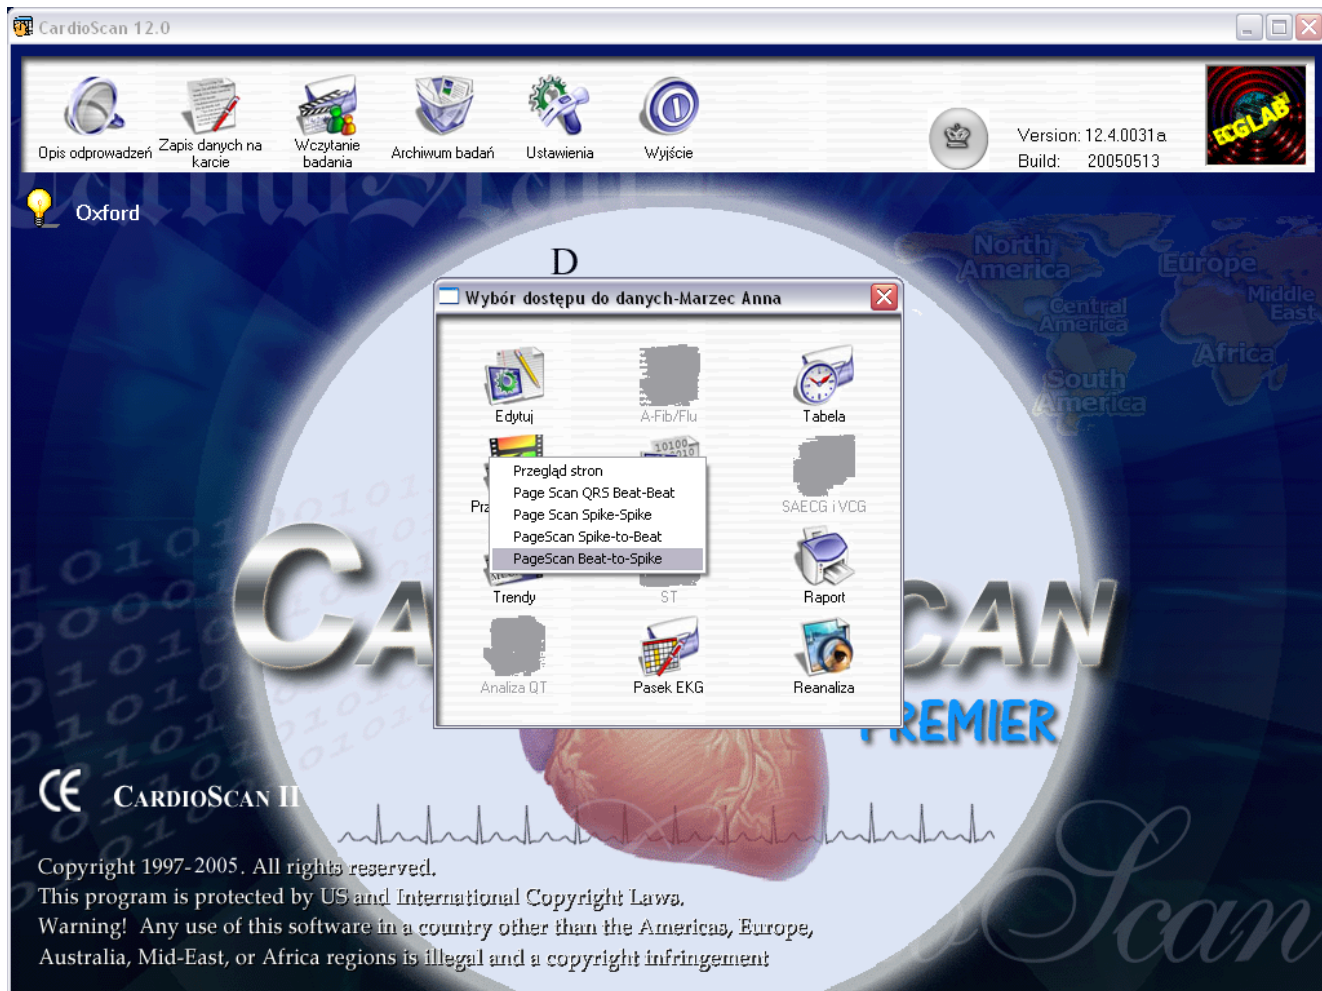 CardioScan 12.0
Opis odprowadzeń
Zapis danych na
karcie
Wczytanie
badania
Archiwum badań
Ustawienia
Wyjście
Version: 12.4.0031a
Build: 20050513
ECGLAB
CardioScan
Oxford
D
North
America
Europe
Central
America
Middle
East
Africa
South
America
Wybór dostępu do danych-Marzec Anna
Edytuj
A-Fib/Flu
Tabela
Przegląd stron
Page Scan QRS Beat-Beat
Page Scan Spike-Spike
PageScan Spike-to-Beat
PageScan Beat-to-Spike
SAECG i VCG
Trendy
ST
Raport
Analiza QT
Pasek EKG
Reanaliza
PREMIER
CE CARDIOSCAN II
Copyright 1997-2005. All rights reserved.
This program is protected by US and International Copyright Laws.
Warning! Any use of this software in a country other than the Americas, Europe,
Australia, Mid-East, or Africa regions is illegal and a copyright infringement
Scan